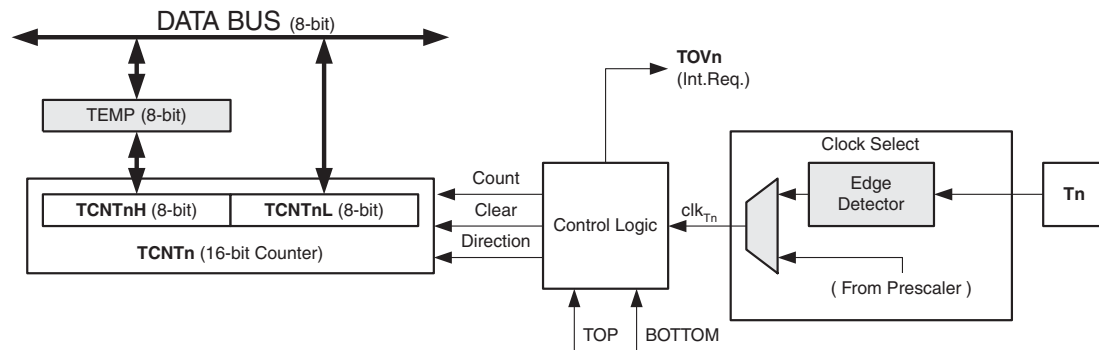 DATA BUS (8-bit)
TOVn
(Int.Req.)
TEMP (8-bit)
Clock Select
Count
Edge
Detector
Tn
TCNTnH (8-bit) TCNTnL (8-bit)
Clear
Control Logic
clkTn
TCNTn (16-bit Counter)
Direction
( From Prescaler )
TOP
BOTTOM